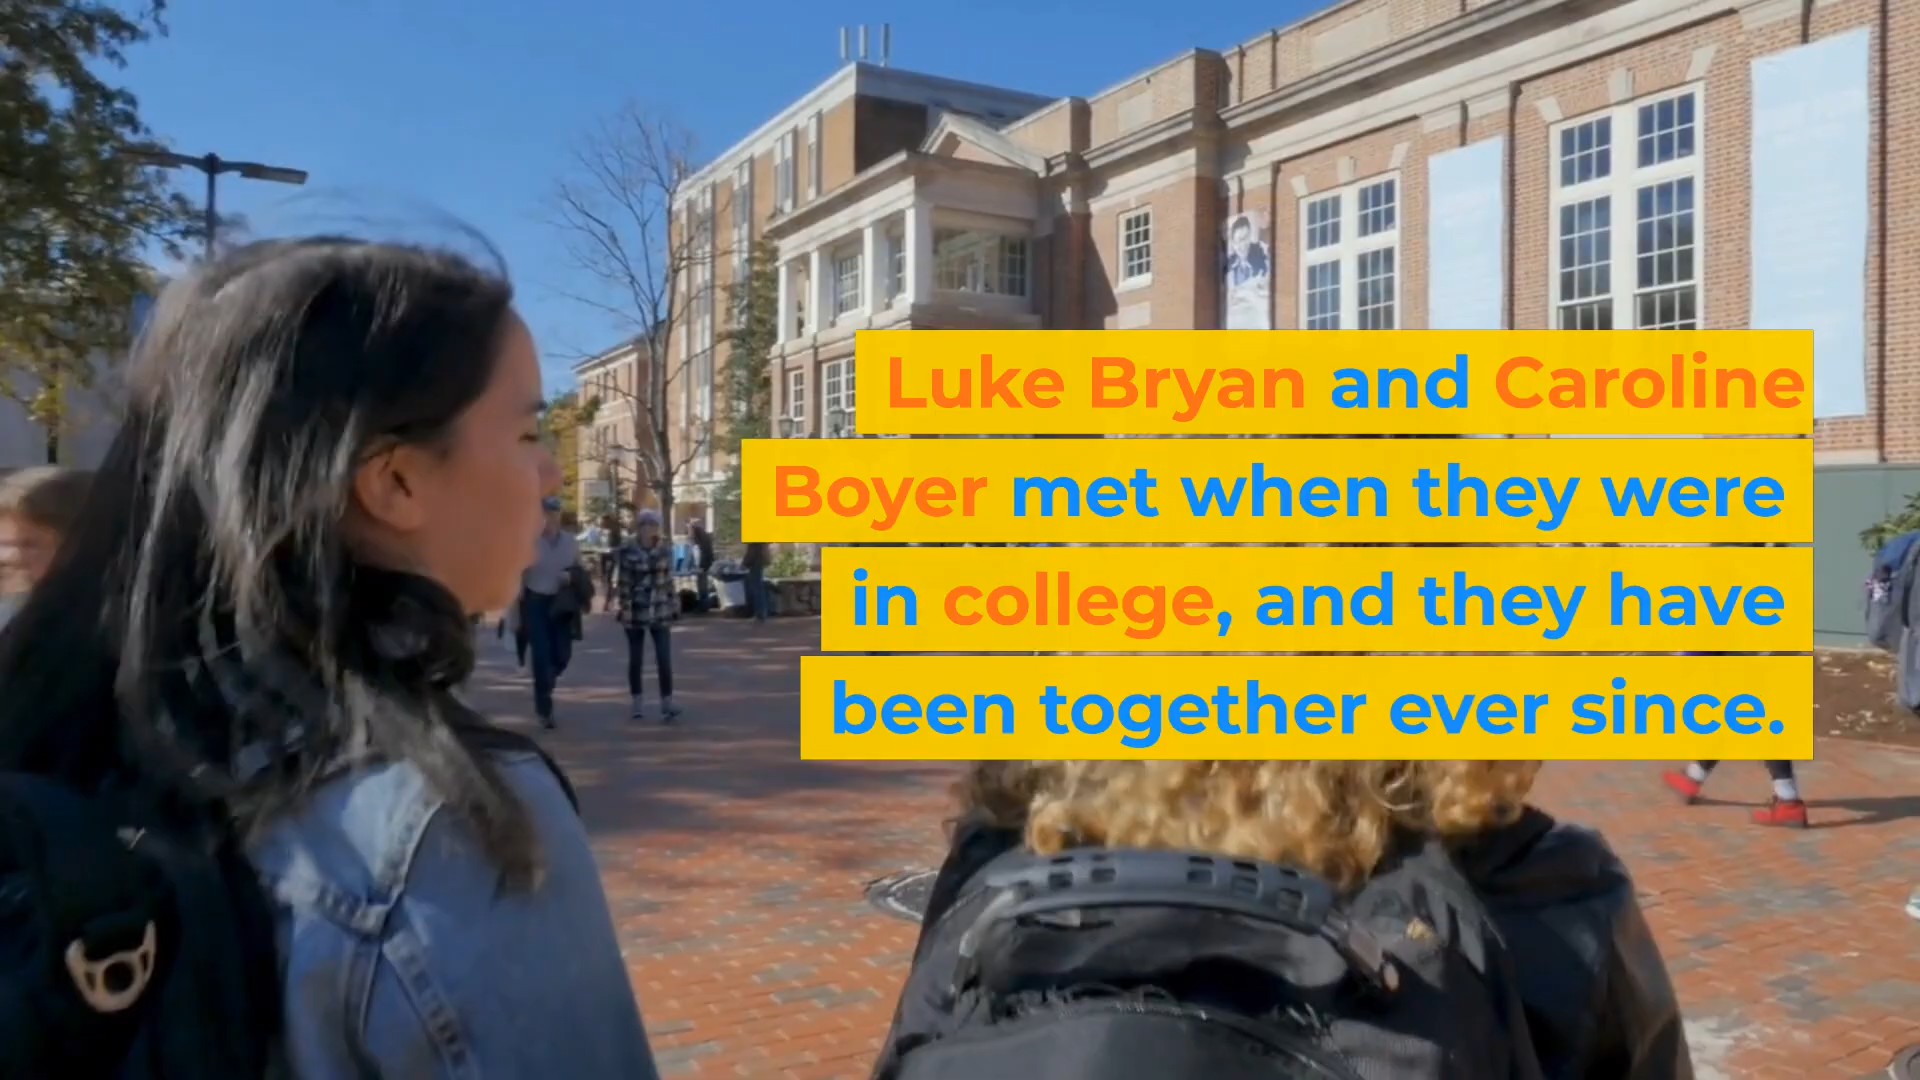 Luke Bryan and Caroline
Boyer met when they were
in college, and they have
been together ever since.